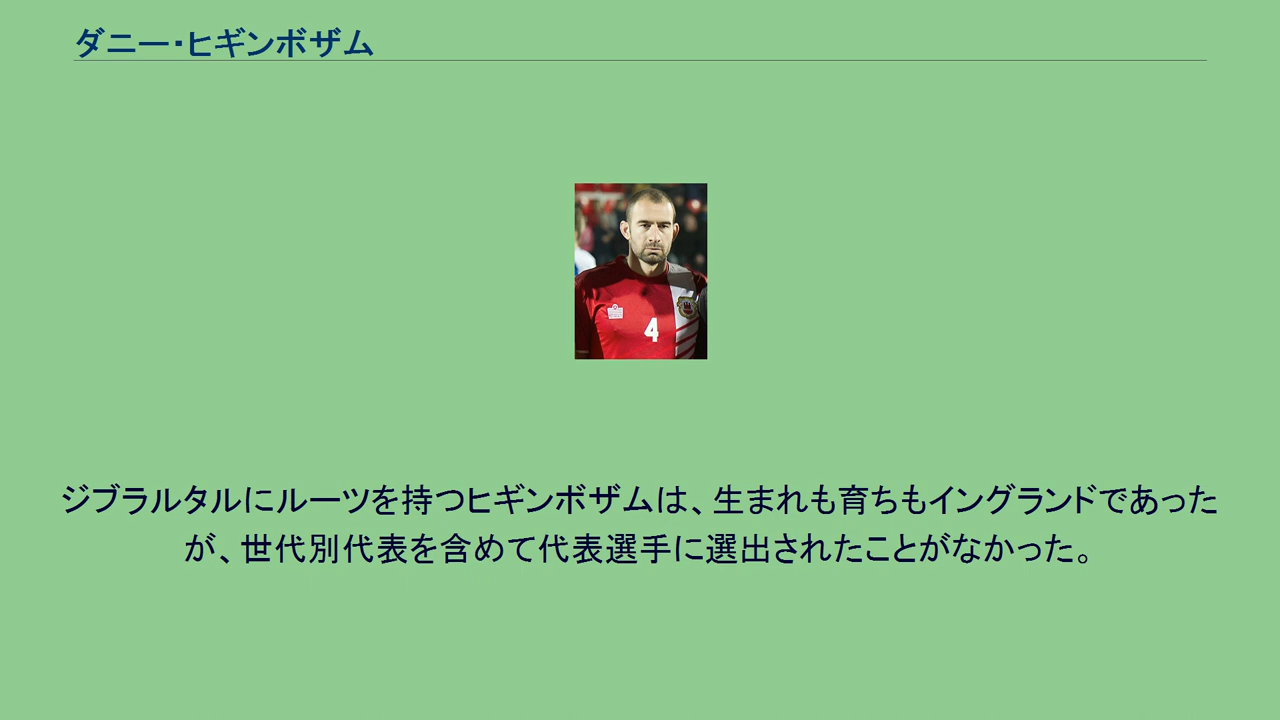 ダニー・ヒギンボザム
4
ジブラルタルにルーツを持つヒギンボザムは、生まれも育ちもイングランドであった
が、世代別代表を含めて代表選手に選出されたことがなかった。